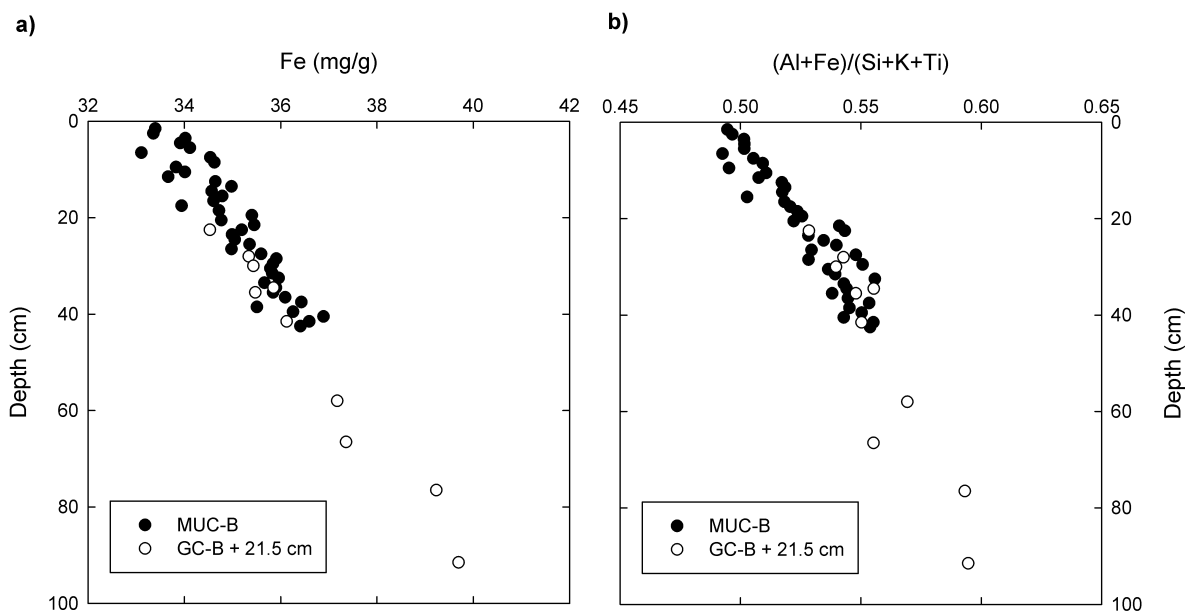 a)
Fe (mg/g)
32 34 36 38 40 42
0
20
40
60
80
100
Depth (cm)
MUC-B
GC-B + 21.5 cm
b)
(Al+Fe)/(Si+K+Ti)
0.45 0.50 0.55 0.60 0.65
0
20
40
60
80
100
Depth (cm)
MUC-B
GC-B + 21.5 cm